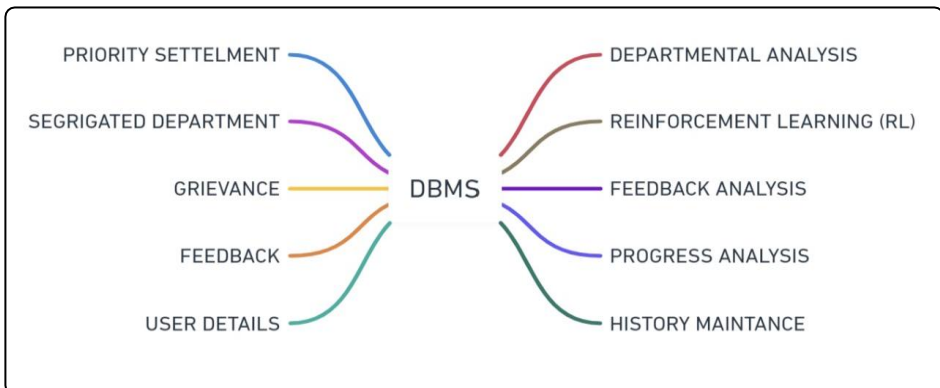 PRIORITY SETTELMENT
SEGRIGATED DEPARTMENT
GRIEVANCE
FEEDBACK
USER DETAILS
DBMS
DEPARTMENTAL ANALYSIS
REINFORCEMENT LEARNING (RL)
FEEDBACK ANALYSIS
PROGRESS ANALYSIS
HISTORY MAINTANCE